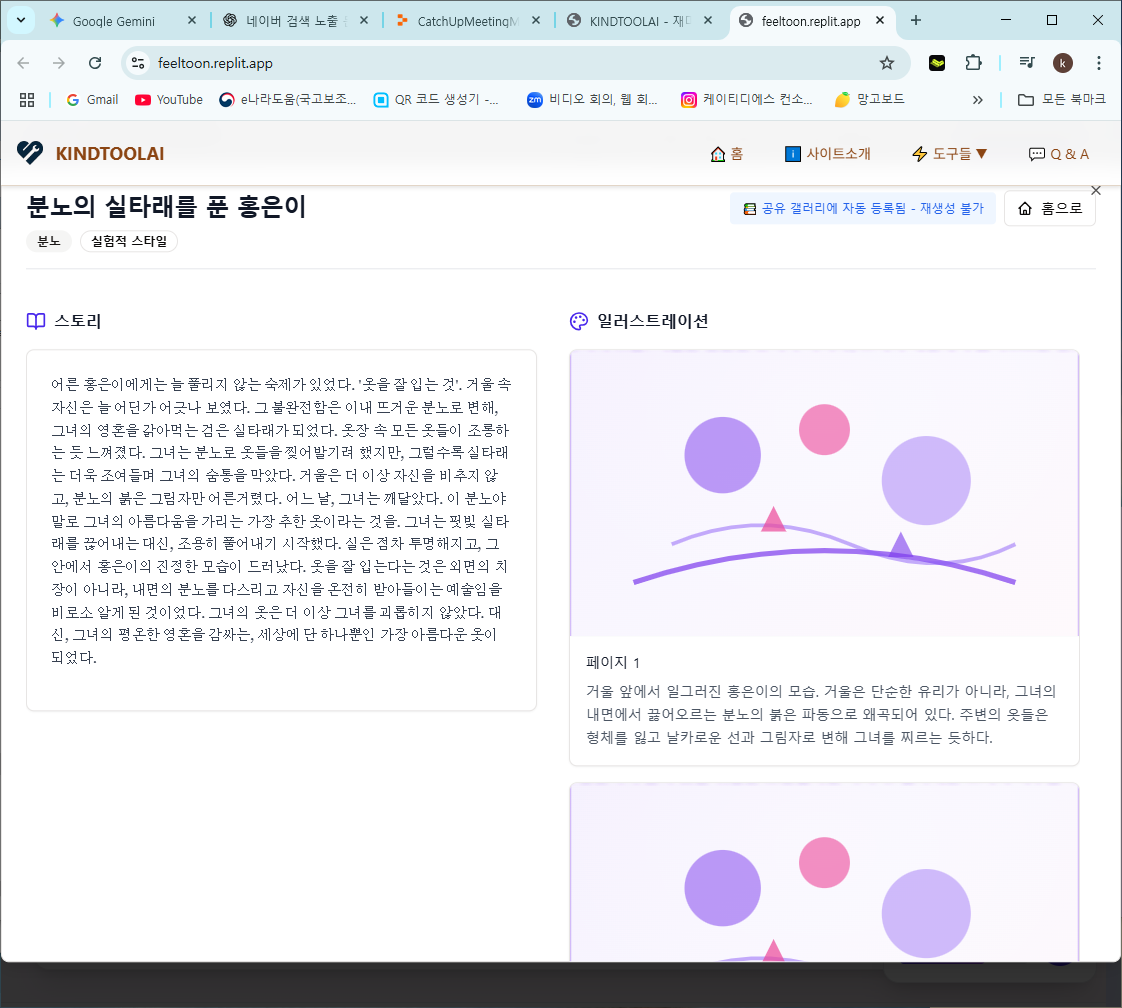 Google Gemini
네이버 검색 노출
CatchUpMeetingM
KINDTOOLAI - 재미
feeltoon.replit.app
feeltoon.replit.app
k
Gmail
YouTube
e나라도움(국고보조...
QR 코드 생성기 -...
zm
비디오 회의, 웹 회...
케이티디에스 컨소...
망고보드
모든 북마크
KINDTOOLAI
홈
사이트소개
도구들▼
Q & A
분노의 실타래를 푼 홍은이
공유 갤러리에 자동 등록됨 - 재생성 불가
홈으로
분노
실험적 스타일
스토리
어른 홍은이에게는 늘 풀리지 않는 숙제가 있었다. '옷을 잘 입는 것'. 거울 속
자신은 늘 어딘가 어긋나 보였다. 그 불완전함은 이내 뜨거운 분노로 변해,
그녀의 영혼을 갉아먹는 검은 실타래가 되었다. 옷장 속 모든 옷들이 조롱하
는 듯 느껴졌다. 그녀는 분노로 옷들을 찢어발기려 했지만, 그럴수록 실타래
는 더욱 조여들며 그녀의 숨통을 막았다. 거울은 더 이상 자신을 비추지 않
고, 분노의 붉은 그림자만 어른거렸다. 어느 날, 그녀는 깨달았다. 이 분노야
말로 그녀의 아름다움을 가리는 가장 추한 옷이라는 것을. 그녀는 핏빛 실타
래를 끊어내는 대신, 조용히 풀어내기 시작했다. 실은 점차 투명해지고, 그
안에서 홍은이의 진정한 모습이 드러났다. 옷을 잘 입는다는 것은 외면의 치
장이 아니라, 내면의 분노를 다스리고 자신을 온전히 받아들이는 예술임을
비로소 알게 된 것이었다. 그녀의 옷은 더 이상 그녀를 괴롭히지 않았다. 대
신, 그녀의 평온한 영혼을 감싸는, 세상에 단 하나뿐인 가장 아름다운 옷이
되었다.
일러스트레이션
페이지 1
거울 앞에서 일그러진 홍은이의 모습. 거울은 단순한 유리가 아니라, 그녀의
내면에서 끓어오르는 분노의 붉은 파동으로 왜곡되어 있다. 주변의 옷들은
형체를 잃고 날카로운 선과 그림자로 변해 그녀를 찌르는 듯하다.